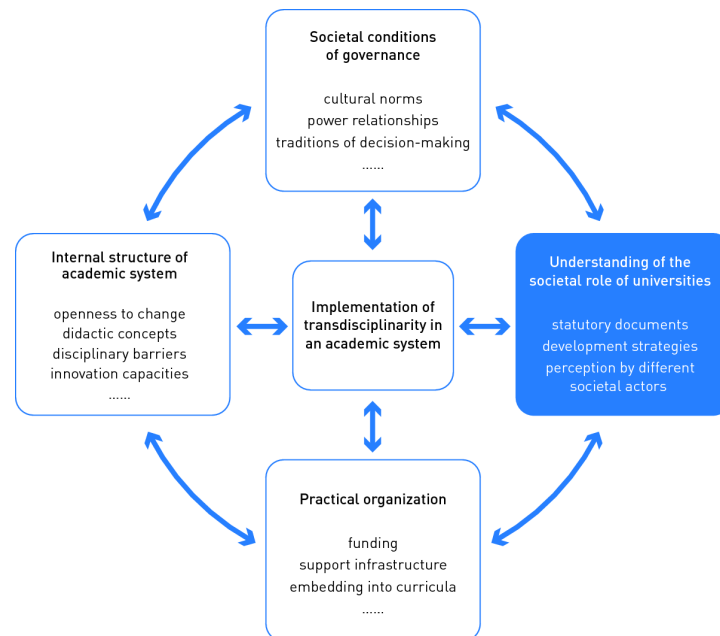 Societal conditions
of governance
cultural norms
power relationships
traditions of decision-making
......
Internal structure of
academic system
openness to change
didactic concepts
disciplinary barriers
innovation capacities
......
Implementation of
transdisciplinarity in
an academic system
Understanding of the
societal role of universities
statutory documents
development strategies
perception by different
societal actors
Practical organization
funding
support infrastructure
embedding into curricula
......